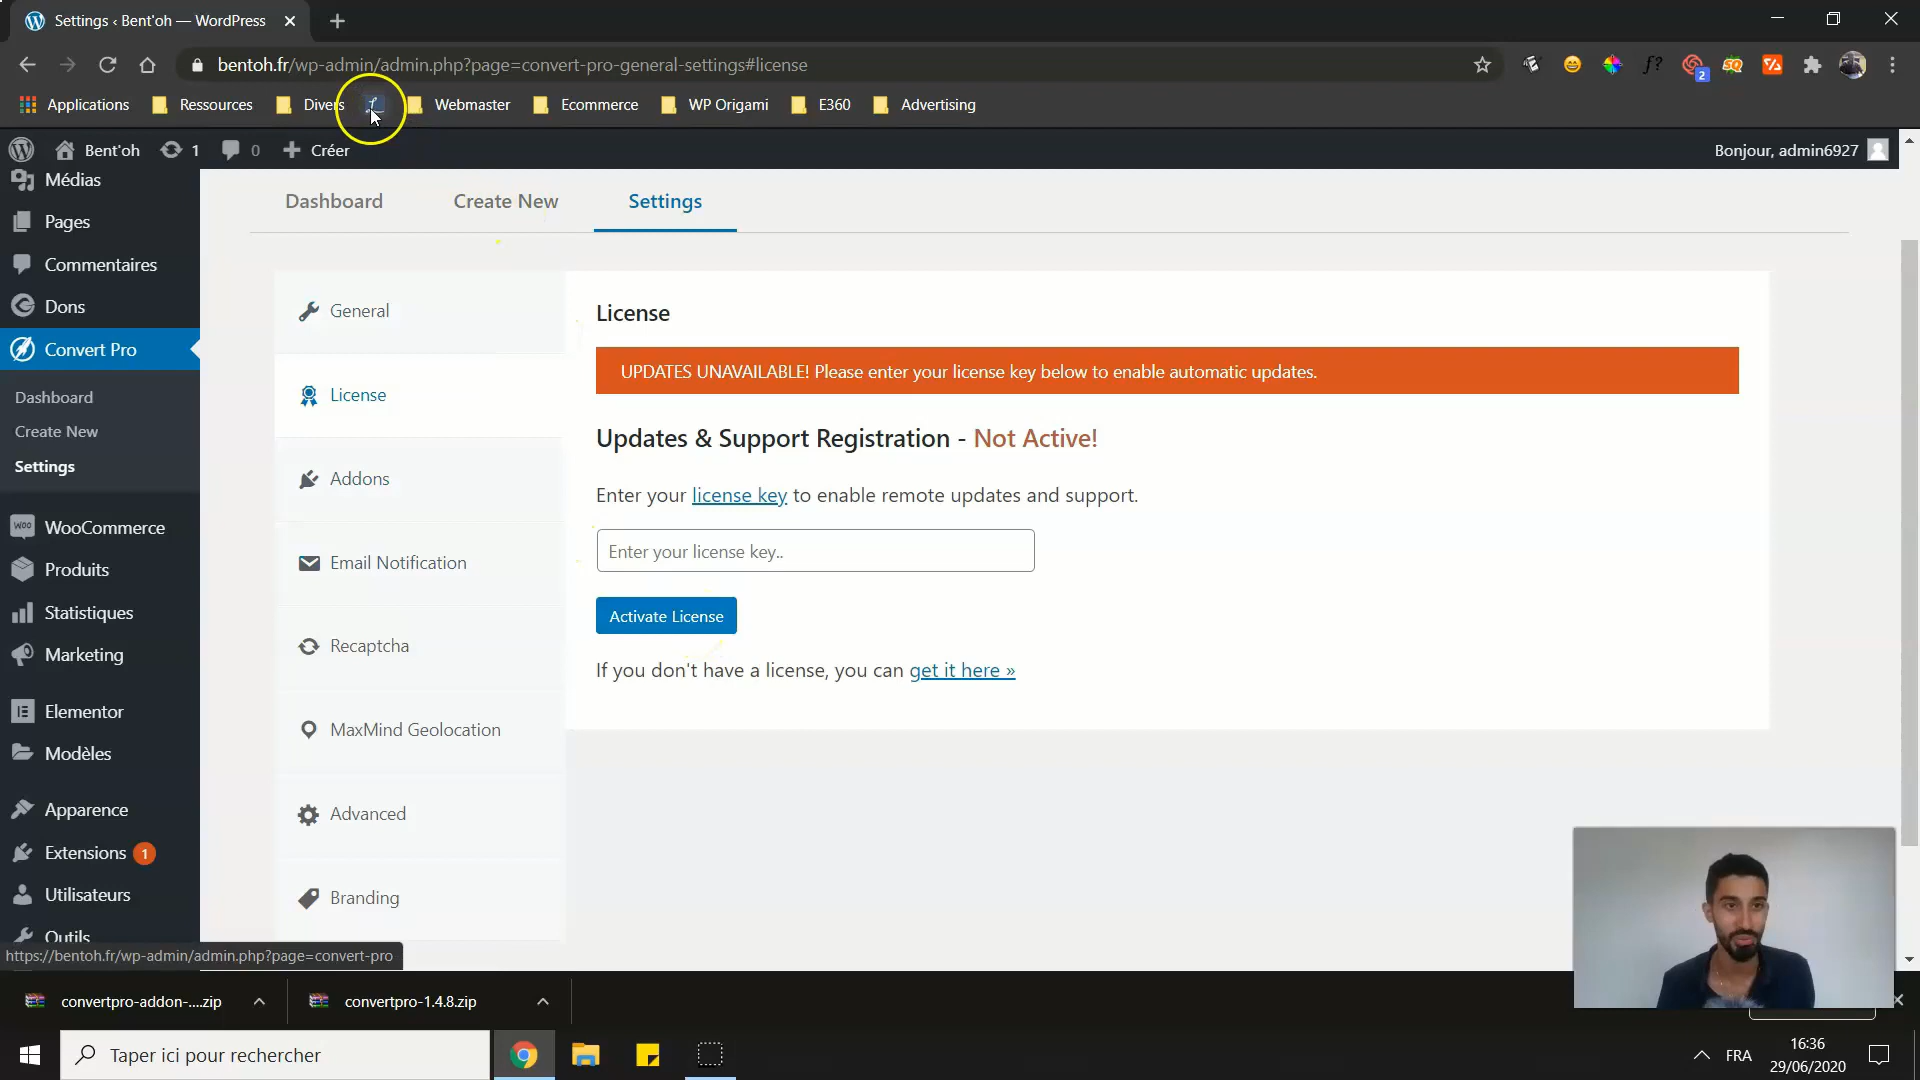 Settings ‹ Bent'oh — WordPress
bentoh.fr/wp-admin/admin.php?page=convert-pro-general-settings#license
2
Applications
Ressources
Divers
Webmaster
Ecommerce
WP Origami
E360
Advertising
Bent'oh
1
0
Créer
Bonjour, admin6927
Médias
Pages
Commentaires
Dons
Convert Pro
Dashboard
Create New
Settings
WooCommerce
Produits
Statistiques
Marketing
Elementor
Modèles
Apparence
Extensions 1
Utilisateurs
Outils
https://bentoh.fr/wp-admin/admin.php?page=convert-pro
Dashboard
Create New
Settings
General
License
Addons
Email Notification
Recaptcha
MaxMind Geolocation
Advanced
Branding
License
UPDATES UNAVAILABLE! Please enter your license key below to enable automatic updates.
Updates & Support Registration - Not Active!
Enter your license key to enable remote updates and support.
Enter your license key..
Activate License
If you don't have a license, you can get it here »
convertpro-addon-....zip
convertpro-1.4.8.zip
Taper ici pour rechercher
FRA
16:36
29/06/2020